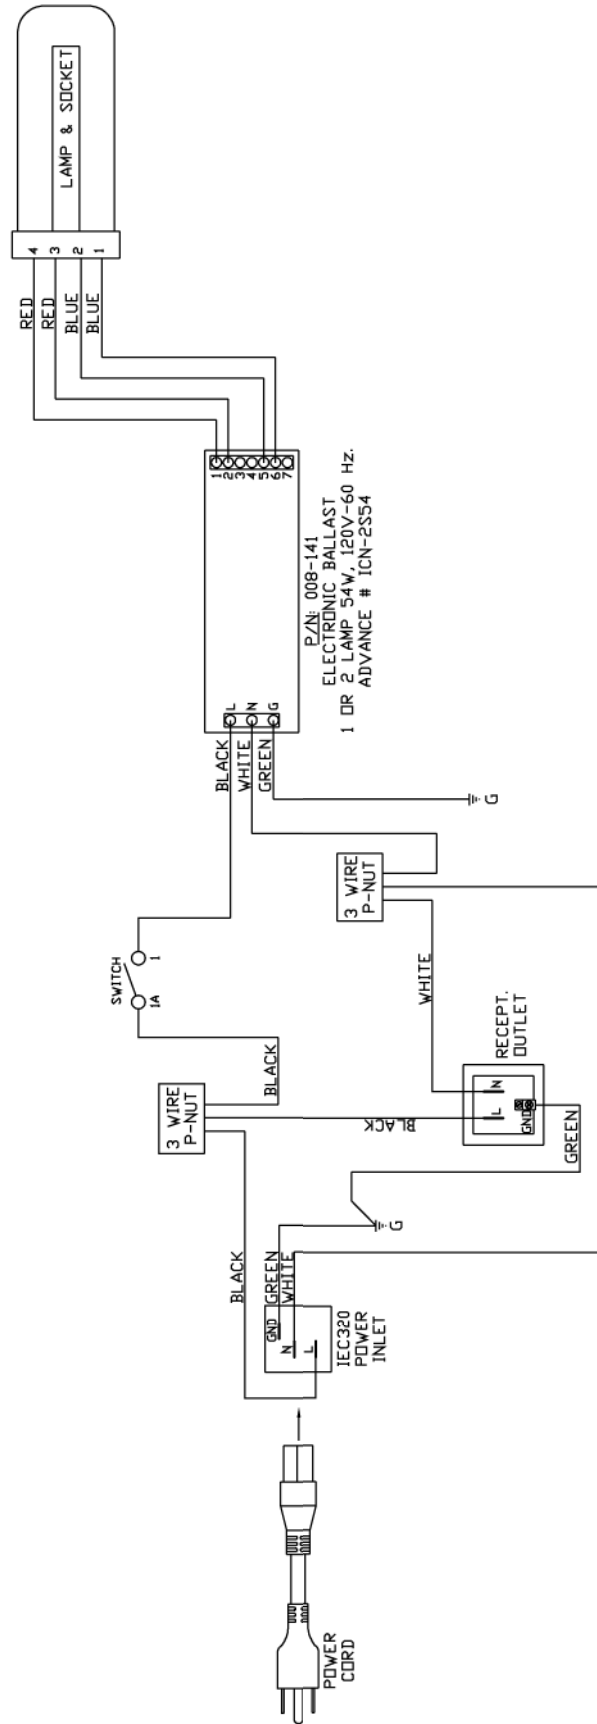 LAMP & SOCKET
4
3
2
1
RED
RED
BLUE
BLUE
1
2
3
4
5
6
7
P/N: 008-141
ELECTRONIC BALLAST
1 OR 2 LAMP 54W, 120V-60 Hz.
ADVANCE # ICN-2S54
L
N
G
BLACK
WHITE
GREEN
G
3 WIRE
P-NUT
SWITCH
1
1A
WHITE
BLACK
3 WIRE
P-NUT
BLACK
RECEPT.
OUTLET
N
L
GND
GREEN
G
BLACK
GREEN
WHITE
GND
N
L
IEC320
POWER
INLET
POWER
CORD